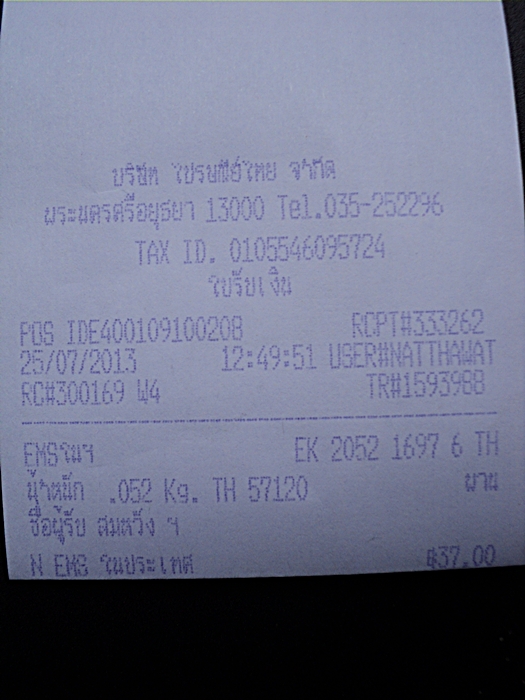 บริษัท ไปรษณีย์ไทย จำกัด
พระนครศรีอยุธยา 13000 Tel.035-252296
TAX ID. 0105546095724
ใบรับเงิน
POS IDE400109100208 RCPT#333262
25/07/2013 12:49:51 USER#NATTHAWAT
RC#300169 W4 TR#1593988
EMSในฯ EK 2052 1697 6 TH
น้ำหนัก .052 Kg. TH 57120 พาน
ชื่อผู้รับ สมหวัง ฯ
N EMS ในประเทศ ฿37.00